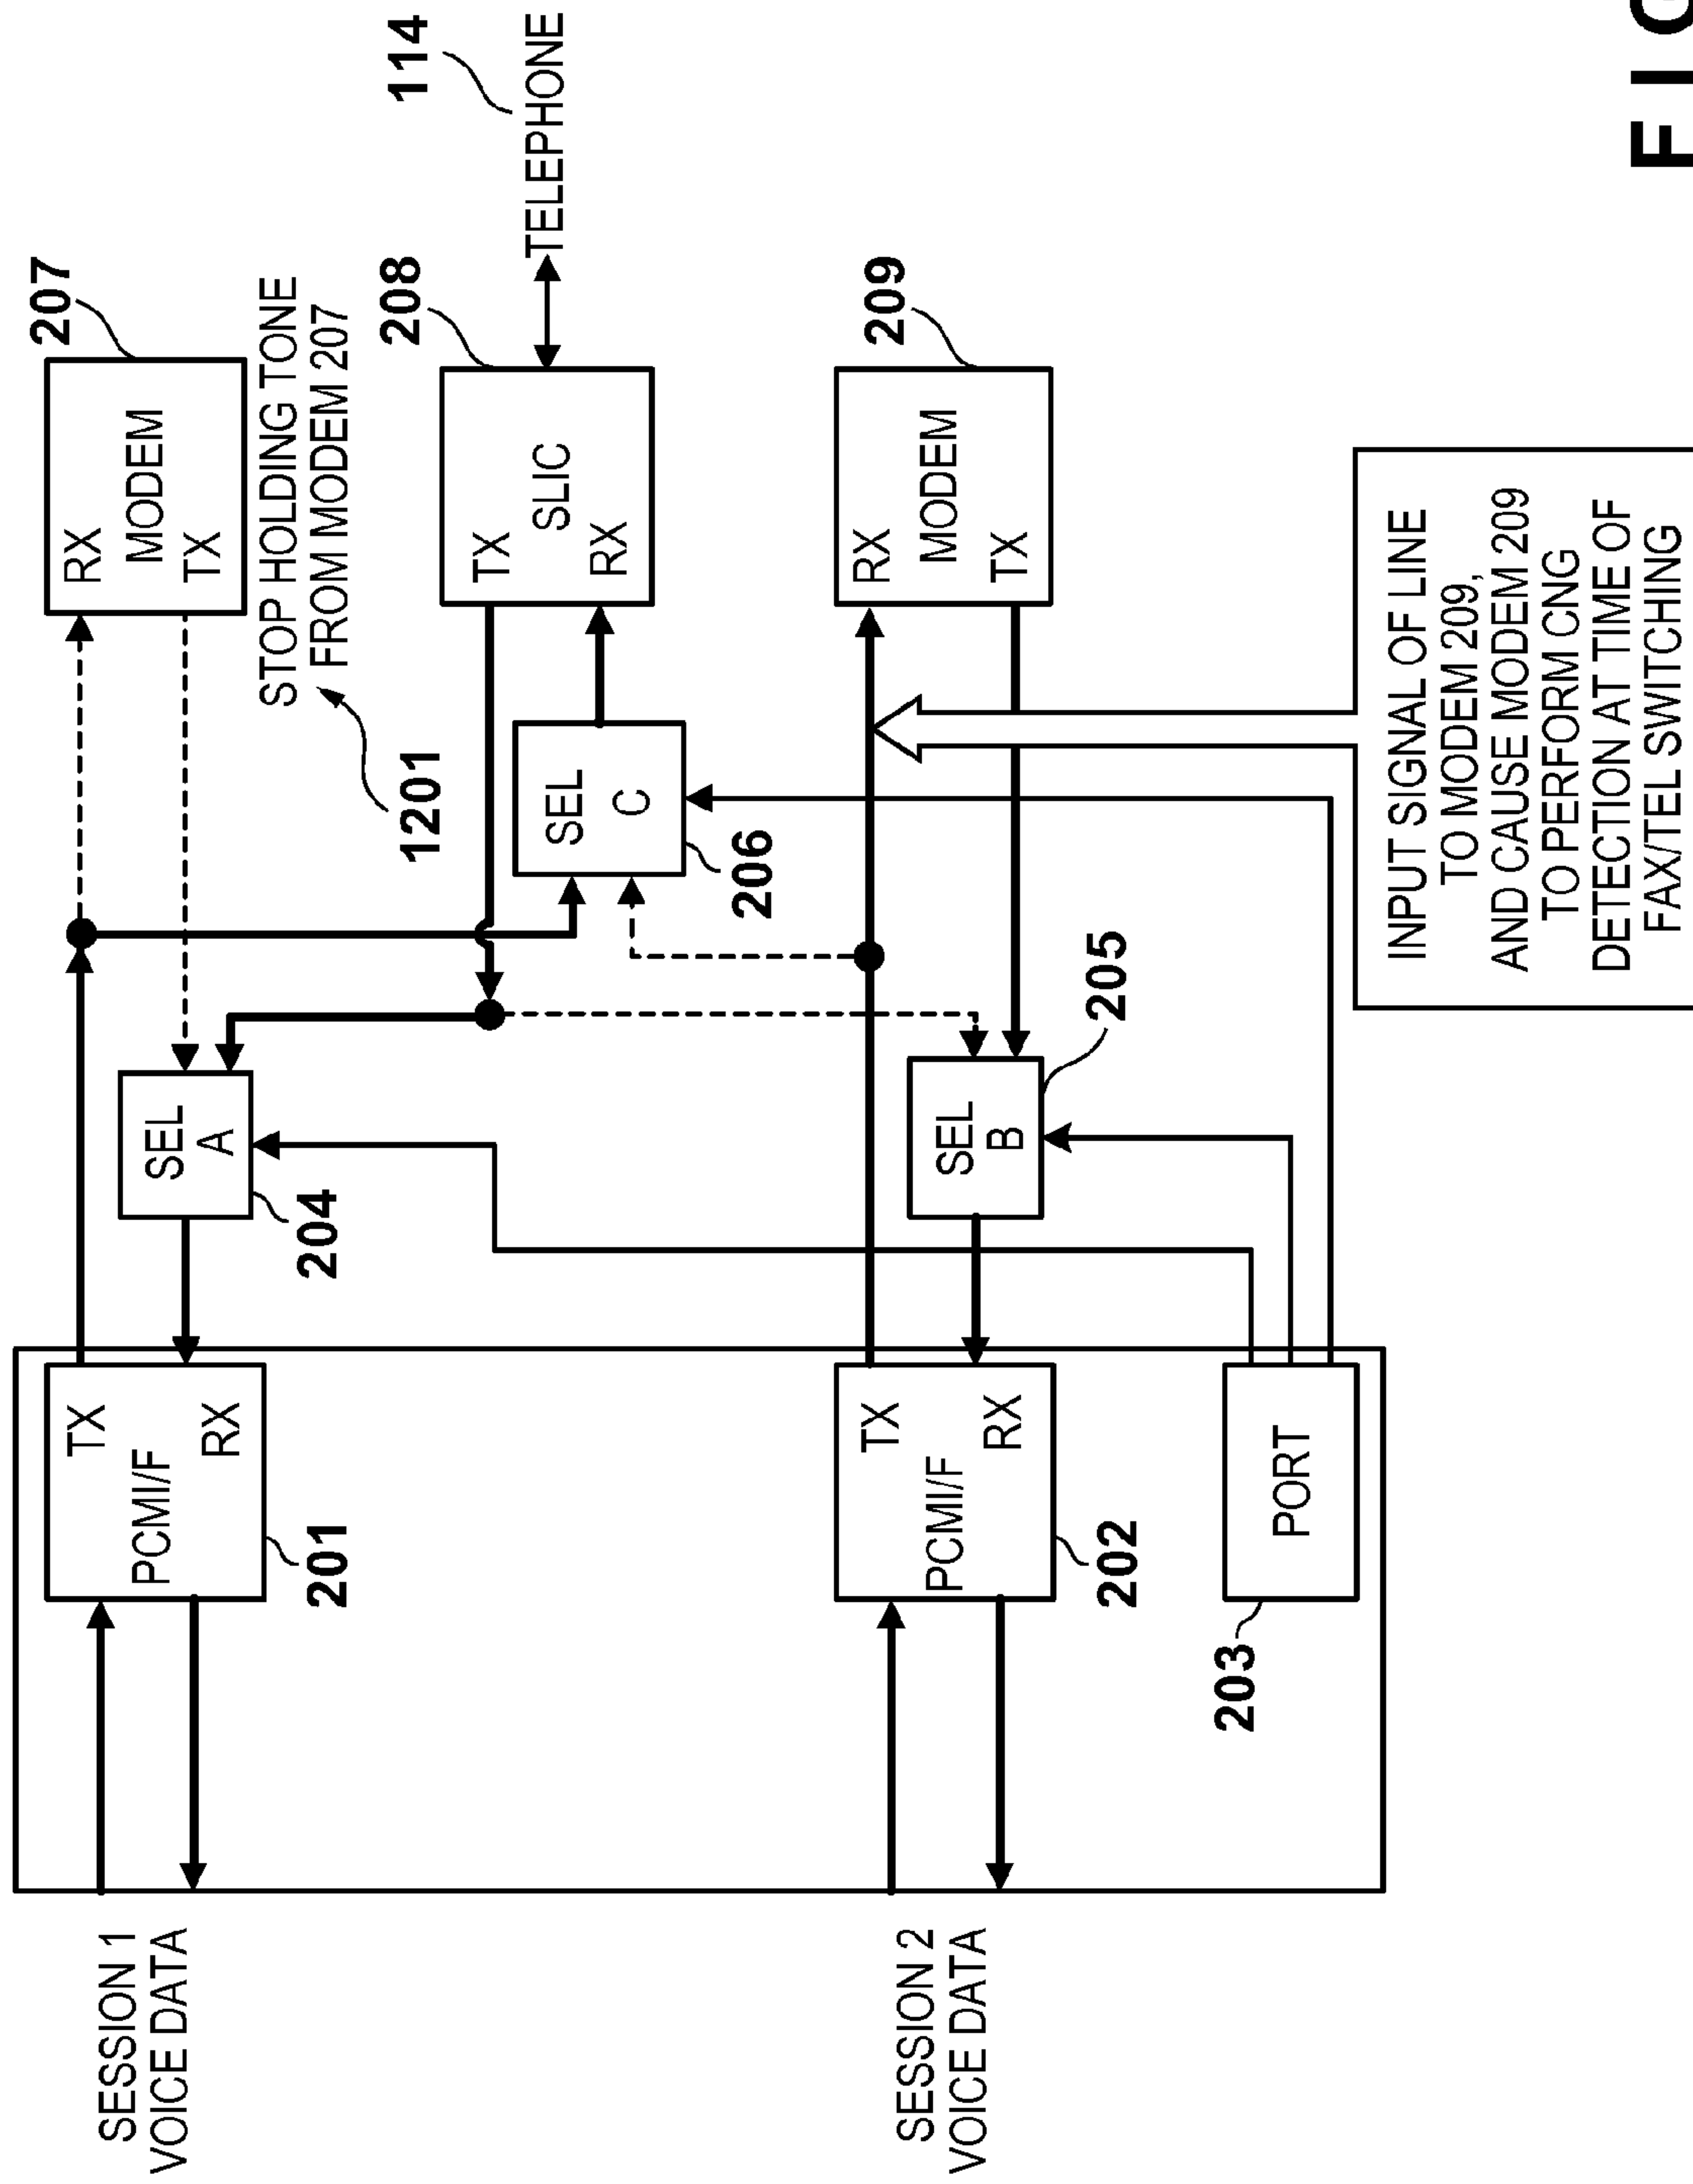 SESSION 1
VOICE DATA
TX
PCMI/F
RX
201
SEL
A
204
RX
MODEM
TX
207
STOP HOLDING TONE
FROM MODEM 207
1201
TX
SLIC
RX
208
TELEPHONE
114
SEL
C
206
SESSION 2
VOICE DATA
TX
PCMI/F
RX
202
SEL
B
205
RX
MODEM
TX
209
PORT
203
INPUT SIGNAL OF LINE
TO MODEM 209,
AND CAUSE MODEM 209
TO PERFORM CNG
DETECTION AT TIME OF
FAX/TEL SWITCHING